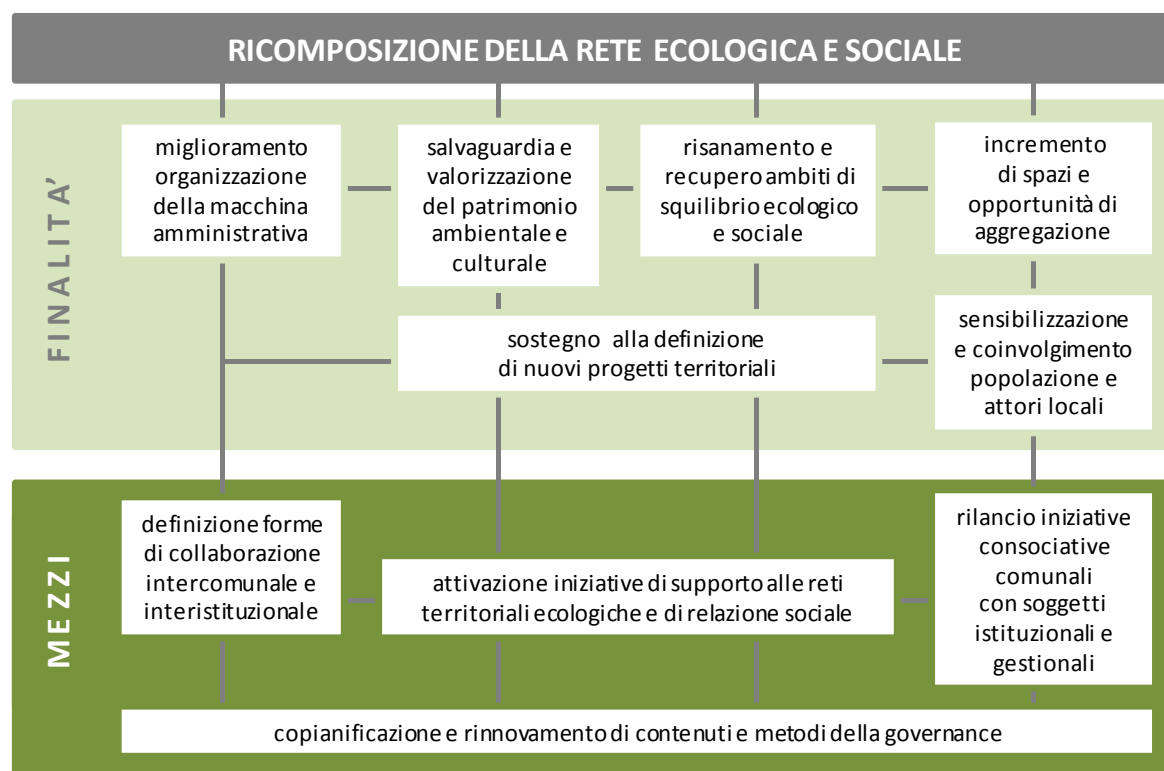 RICOMPOSIZIONE DELLA RETE ECOLOGICA E SOCIALE
FINALITA’
miglioramento
organizzazione
della macchina
amministrativa
salvaguardia e
valorizzazione
del patrimonio
ambientale e
culturale
risanamento e
recupero ambiti di
squilibrio ecologico
e sociale
incremento
di spazi e
opportunità di
aggregazione
sostegno alla definizione
di nuovi progetti territoriali
sensibilizzazione
e coinvolgimento
popolazione e
attori locali
MEZZI
definizione forme
di collaborazione
intercomunale e
interistituzionale
attivazione iniziative di supporto alle reti
territoriali ecologiche e di relazione sociale
rilancio iniziative
consociative
comunali
con soggetti
istituzionali e
gestionali
copianificazione e rinnovamento di contenuti e metodi della governance